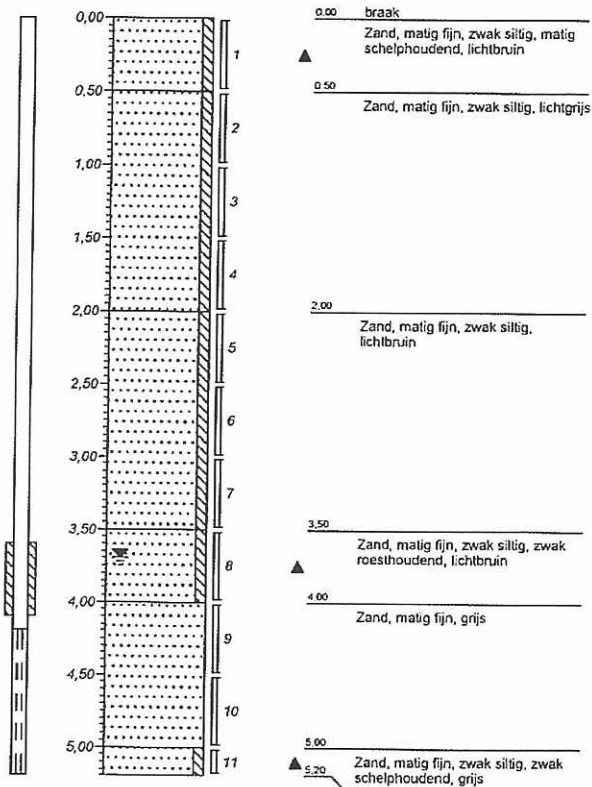 0,00
0,50
1,00
1,50
2,00
2,50
3,00
3,50
4,00
4,50
5,00
1
2
3
4
5
6
7
8
9
10
11
0.00 braak
Zand, matig fijn, zwak siltig, matig
schelphoudend, lichtbruin
0.50
Zand, matig fijn, zwak siltig, lichtgrijs
2,00
Zand, matig fijn, zwak siltig,
lichtbruin
3,50
Zand, matig fijn, zwak siltig, zwak
roesthoudend, lichtbruin
4.00
Zand, matig fijn, grijs
5,00
Zand, matig fijn, zwak siltig, zwak
schelphoudend, grijs
5,20